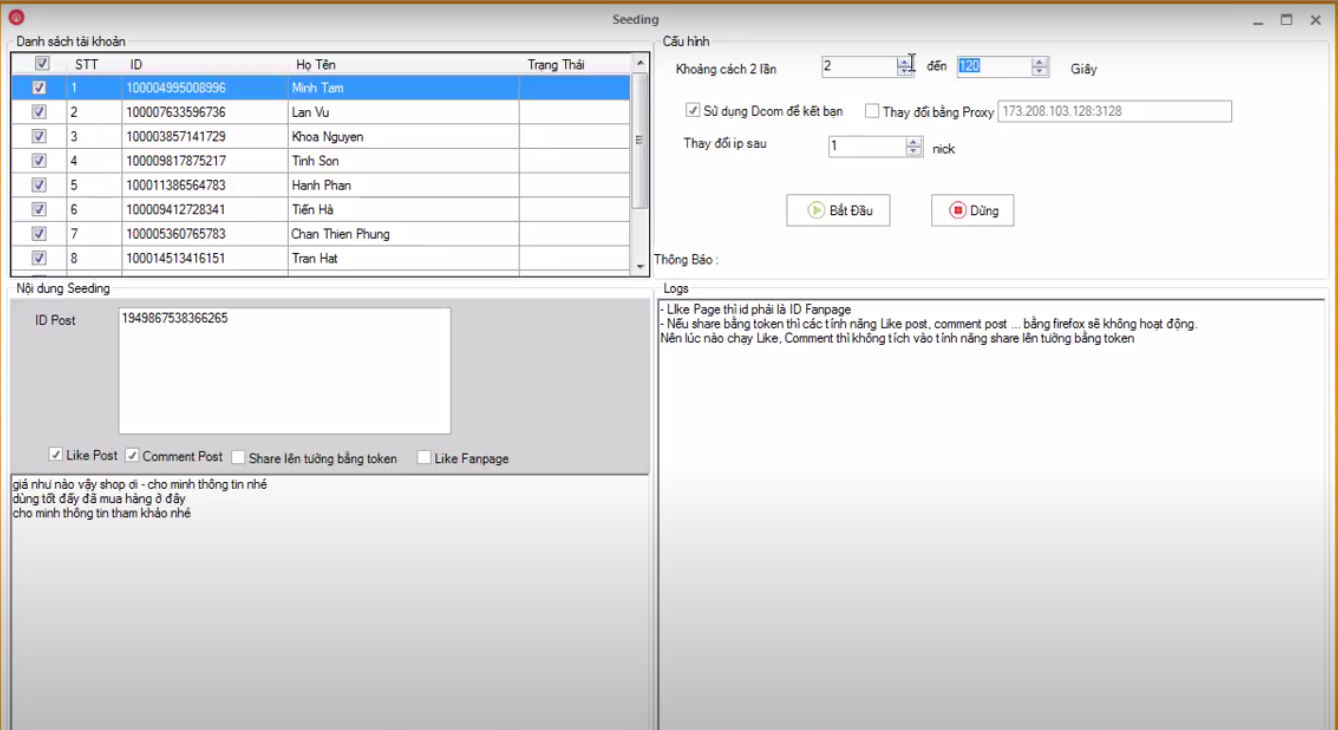 Seeding
Danh sách tài khoản
STT ID Họ Tên Trạng Thái
1 100004995008996 Minh Tam
2 100007633596736 Lan Vu
3 100003857141729 Khoa Nguyen
4 100009817875217 Tinh Son
5 100011386564783 Hanh Phan
6 100009412728341 Tiến Hà
7 100005360765783 Chan Thien Phung
8 100014513416151 Tran Hat
Cấu hình
Khoảng cách 2 lần 2 đến 120 Giây
Sử dụng Dcom để kết bạn Thay đổi bằng Proxy 173.208.103.128:3128
Thay đổi ip sau 1 nick
Bắt Đầu Dừng
Thông Báo :
Nội dung Seeding
ID Post 1949867538366265
Like Post Comment Post Share lên tường bằng token Like Fanpage
giá như nào vậy shop ơi - cho mình thông tin nhé
dùng tốt đấy đã mua hàng ở đây
cho mình thông tin tham khảo nhé
Logs
- LIke Page thì id phải là ID Fanpage
- Nếu share bằng token thì các tính năng Like post, comment post ... bằng firefox sẽ không hoạt động.
Nên lúc nào chạy Like, Comment thì không tích vào tính năng share lên tường bằng token